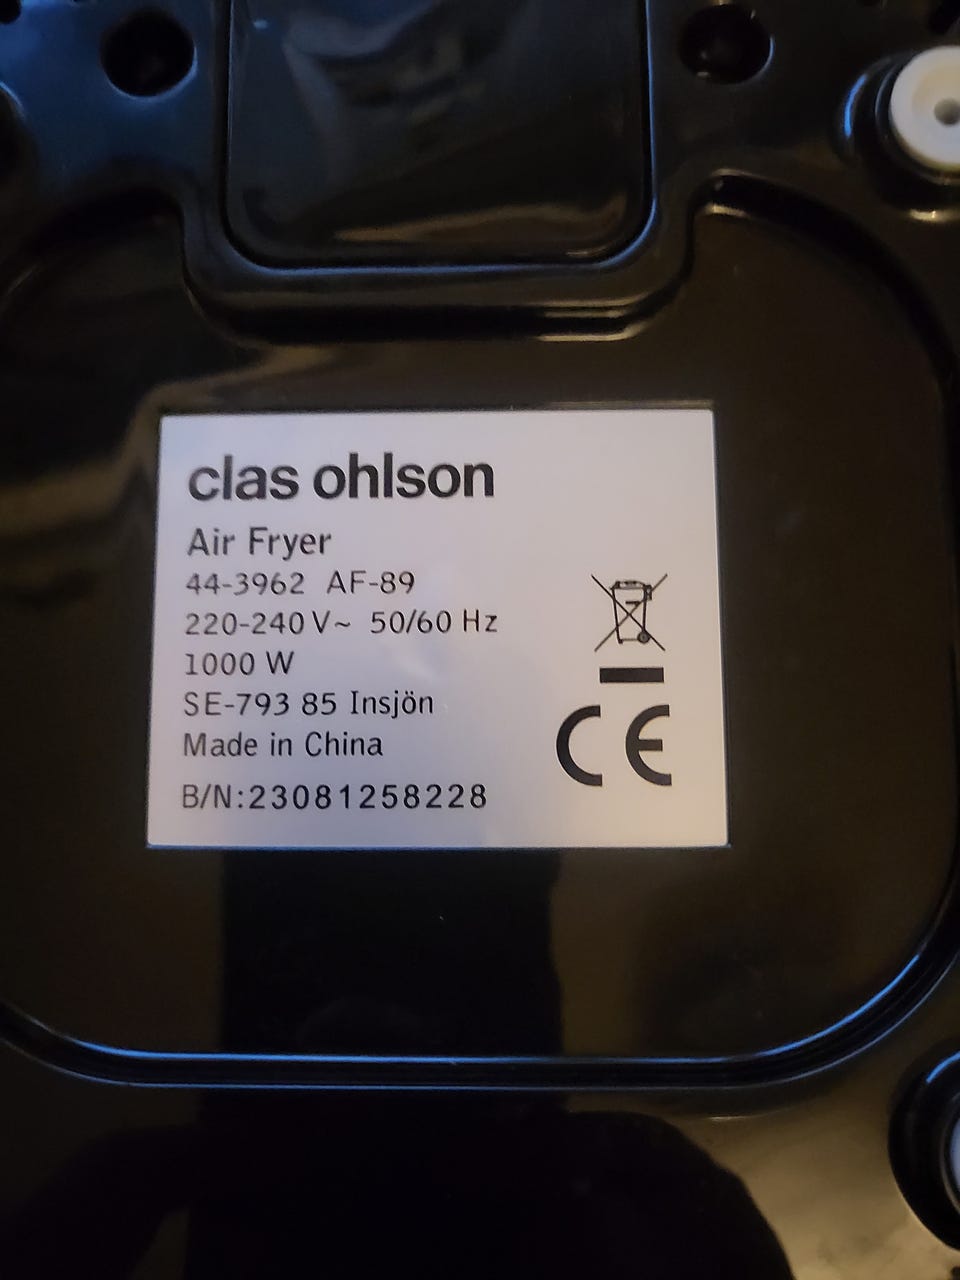 clas ohlson
Air Fryer
44-3962 AF-89
220-240 V~ 50/60 Hz
1000 W
SE-793 85 Insjön
Made in China
B/N:23081258228
CE